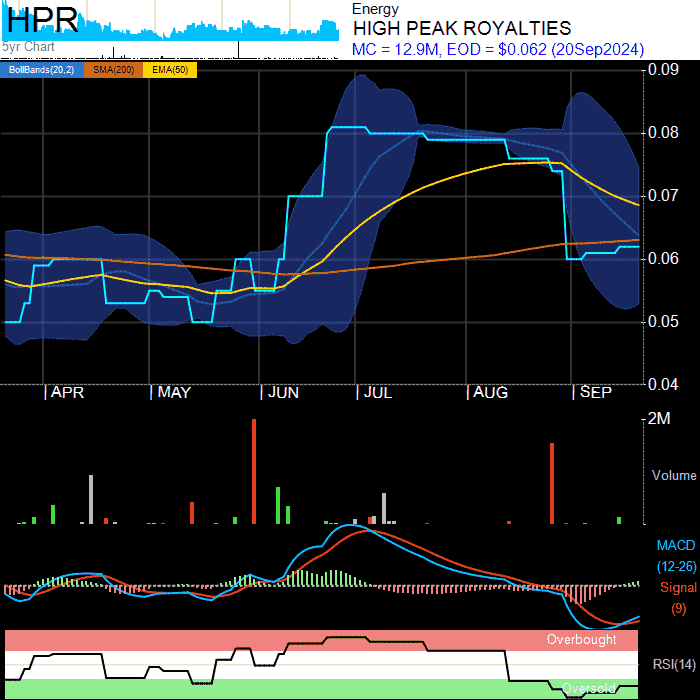 HPR
5yr Chart
Energy
HIGH PEAK ROYALTIES
MC = 12.9M, EOD = $0.062 (20Sep2024)
BollBands(20,2) SMA(200) EMA(50)
0.09
0.08
0.07
0.06
0.05
0.04
APR MAY JUN JUL AUG SEP
2M
Volume
MACD
(12-26)
Signal
(9)
Overbought
RSI(14)
Oversold